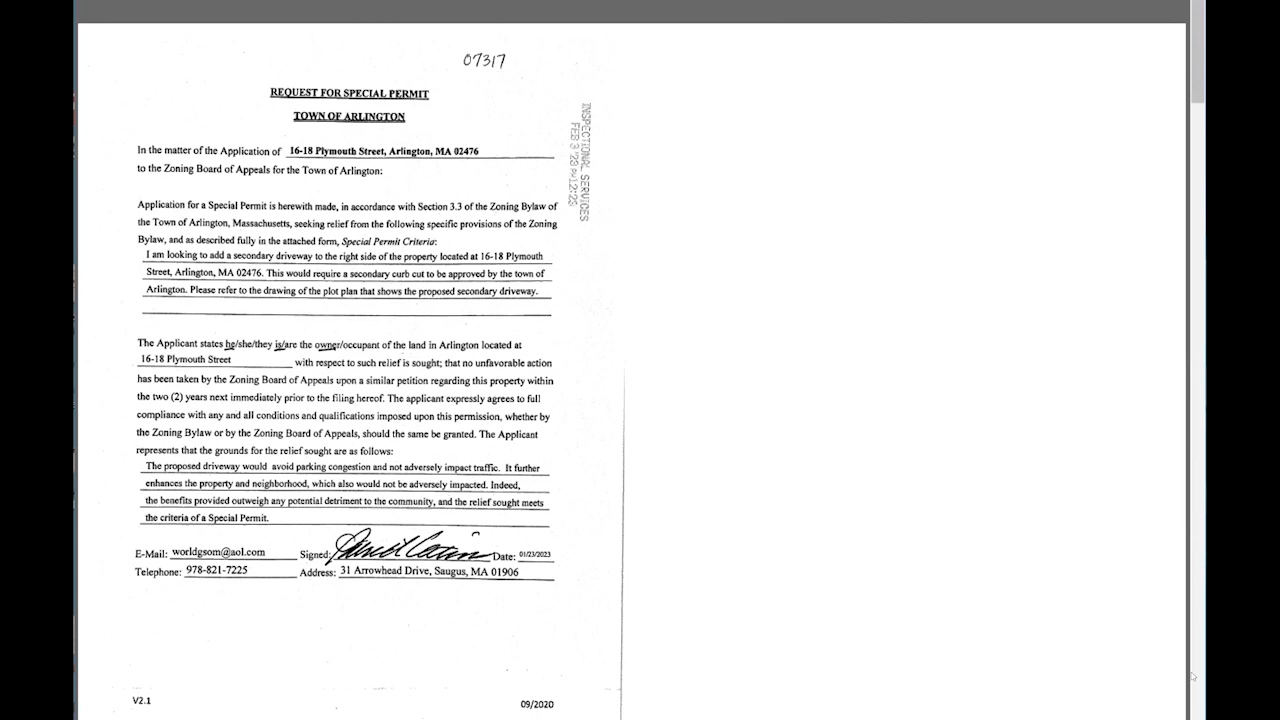 07317
REQUEST FOR SPECIAL PERMIT
TOWN OF ARLINGTON
In the matter of the Application of 16-18 Plymouth Street, Arlington, MA 02476
to the Zoning Board of Appeals for the Town of Arlington:
Application for a Special Permit is herewith made, in accordance with Section 3.3 of the Zoning Bylaw of
the Town of Arlington, Massachusetts, seeking relief from the following specific provisions of the Zoning
Bylaw, and as described fully in the attached form, Special Permit Criteria:
I am looking to add a secondary driveway to the right side of the property located at 16-18 Plymouth
Street, Arlington, MA 02476. This would require a secondary curb cut to be approved by the town of
Arlington. Please refer to the drawing of the plot plan that shows the proposed secondary driveway.
The Applicant states he/she/they is/are the owner/occupant of the land in Arlington located at
16-18 Plymouth Street with respect to such relief is sought; that no unfavorable action
has been taken by the Zoning Board of Appeals upon a similar petition regarding this property within
the two (2) years next immediately prior to the filing hereof. The applicant expressly agrees to full
compliance with any and all conditions and qualifications imposed upon this permission, whether by
the Zoning Bylaw or by the Zoning Board of Appeals, should the same be granted. The Applicant
represents that the grounds for the relief sought are as follows:
The proposed driveway would avoid parking congestion and not adversely impact traffic. It further
enhances the property and neighborhood, which also would not be adversely impacted. Indeed,
the benefits provided outweigh any potential detriment to the community, and the relief sought meets
the criteria of a Special Permit.
E-Mail: worldgsom@aol.com Signed: Date: 01/23/2023
Telephone: 978-821-7225 Address: 31 Arrowhead Drive, Saugus, MA 01906
V2.1 09/2020
INSPECTIONAL SERVICES
FEB 3 '23 PM 12:23